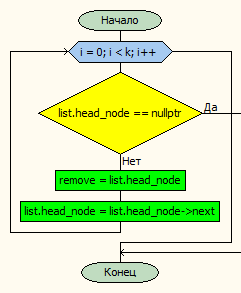 Начало
i = 0; i < k; i++
list.head_node == nullptr
Да
Нет
remove = list.head_node
list.head_node = list.head_node->next
Конец